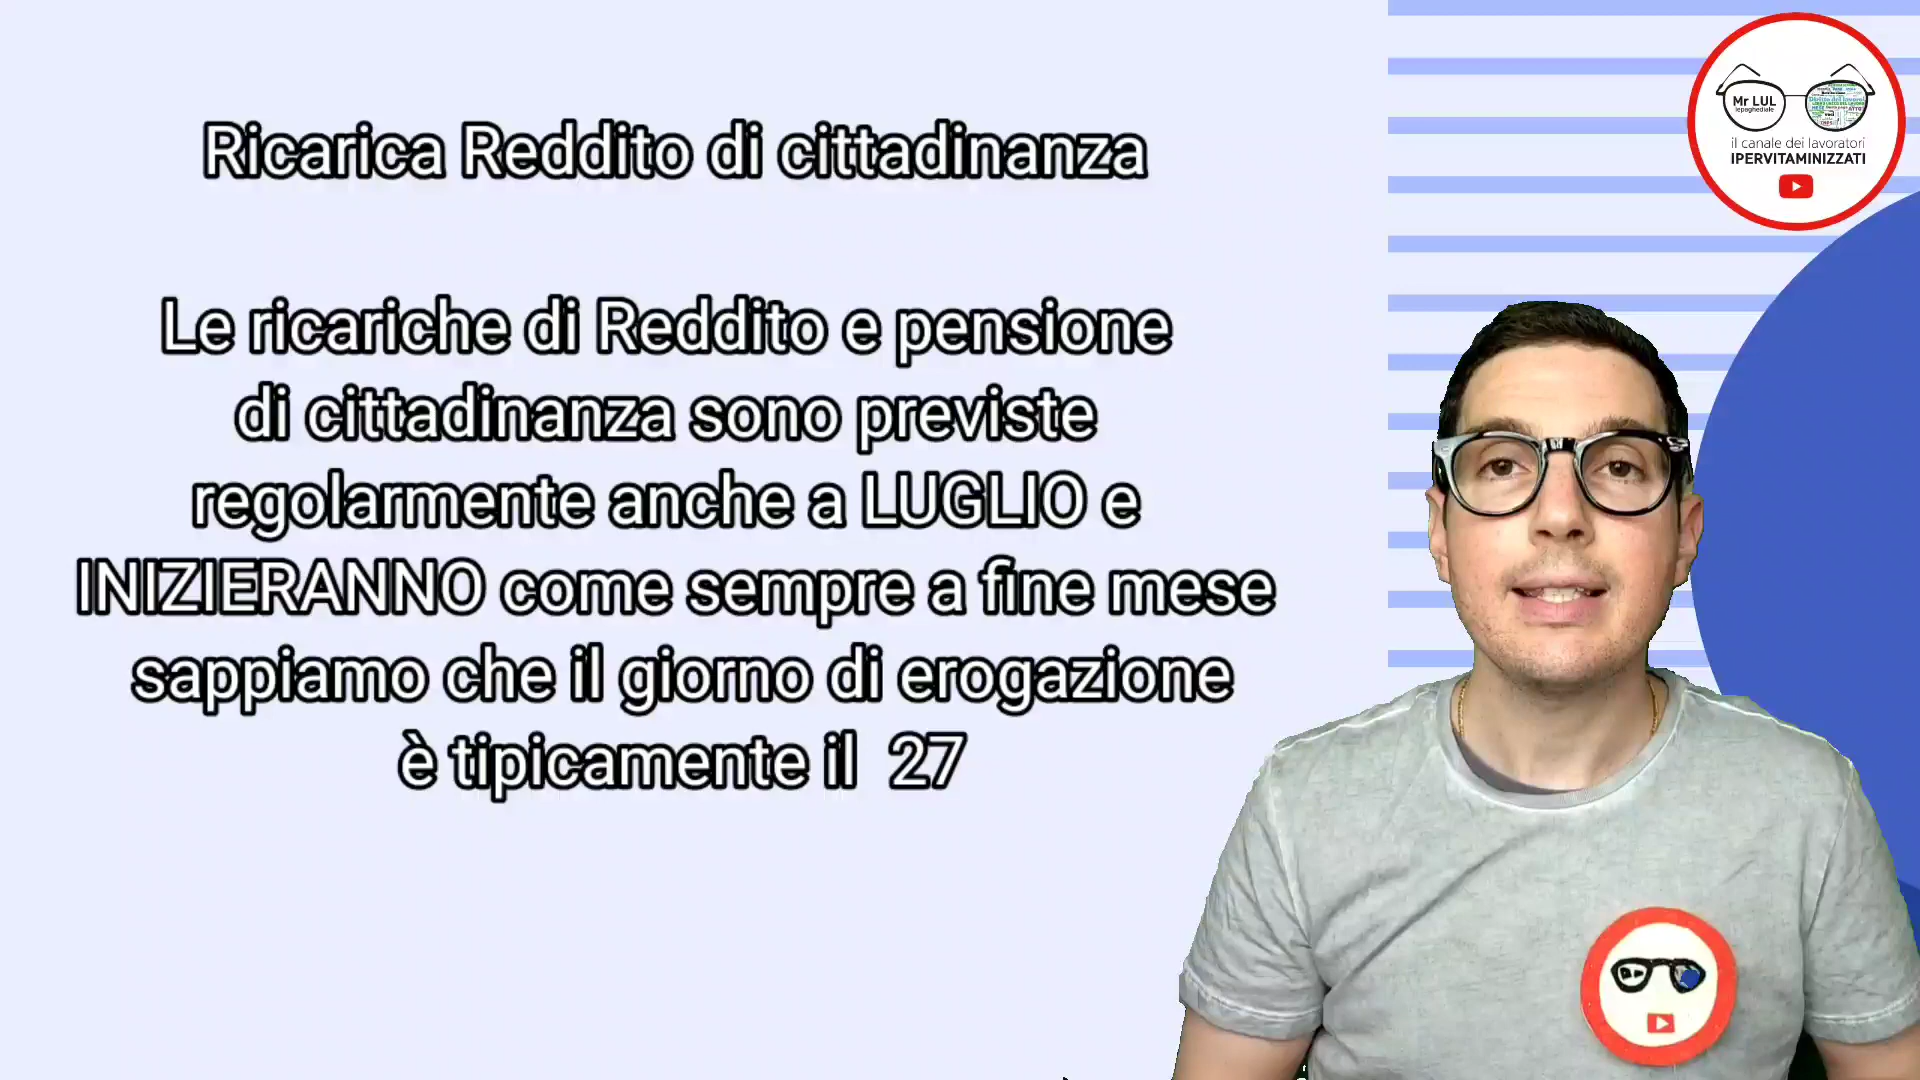 Ricarica Reddito di cittadinanza
Le ricariche di Reddito e pensione
di cittadinanza sono previste
regolarmente anche a LUGLIO e
INIZIERANNO come sempre a fine mese
sappiamo che il giorno di erogazione
è tipicamente il 27
Mr LUL
lepaghediale
il canale dei lavoratori
IPERVITAMINIZZATI